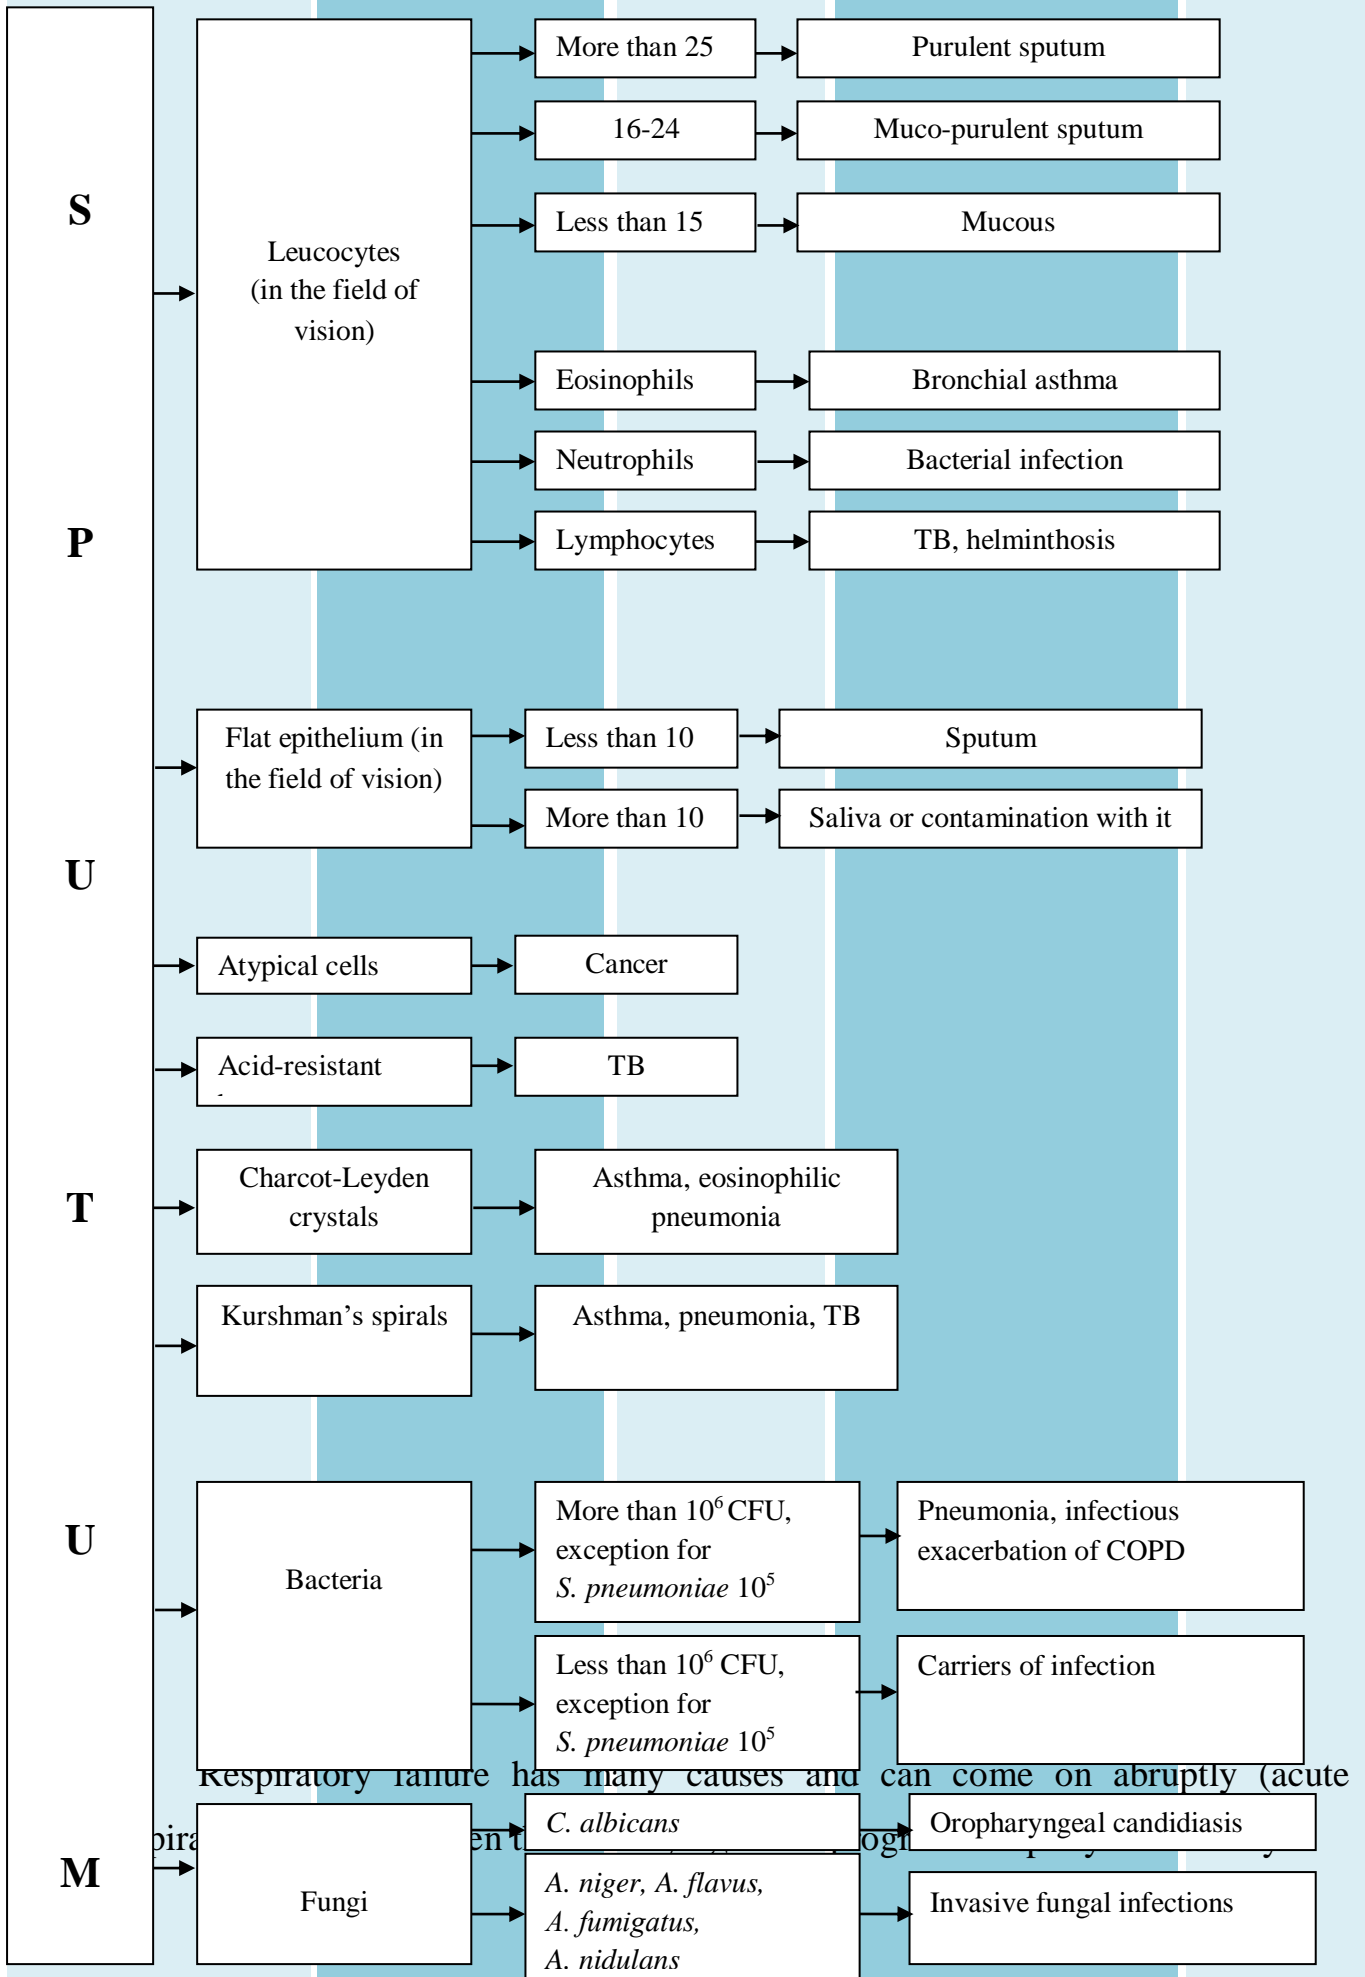 S
P
U
T
U
M
Leucocytes
(in the field of
vision)
More than 25
Purulent sputum
16-24
Muco-purulent sputum
Less than 15
Mucous
Eosinophils
Bronchial asthma
Neutrophils
Bacterial infection
Lymphocytes
TB, helminthosis
Flat epithelium (in
the field of vision)
Less than 10
Sputum
More than 10
Saliva or contamination with it
Atypical cells
Cancer
Acid-resistant
TB
Charcot-Leyden
crystals
Asthma, eosinophilic
pneumonia
Kurshman’s spirals
Asthma, pneumonia, TB
Bacteria
More than 10⁶ CFU,
exception for
S. pneumoniae 10⁵
Pneumonia, infectious
exacerbation of COPD
Less than 10⁶ CFU,
exception for
S. pneumoniae 10⁵
Carriers of infection
Respiratory failure has many causes and can come on abruptly (acute
Fungi
C. albicans
Oropharyngeal candidiasis
A. niger, A. flavus,
A. fumigatus,
A. nidulans
Invasive fungal infections